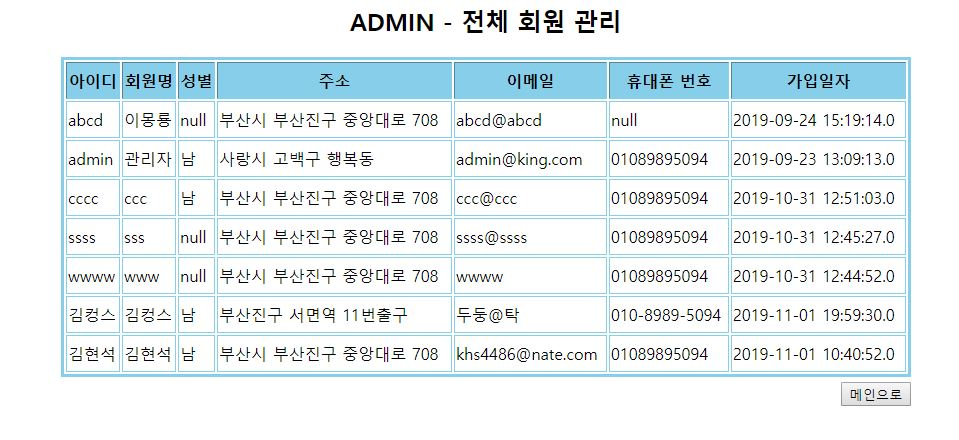 ADMIN - 전체 회원 관리
아이디 회원명 성별 주소 이메일 휴대폰 번호 가입일자
abcd 이몽룡 null 부산시 부산진구 중앙대로 708 abcd@abcd null 2019-09-24 15:19:14.0
admin 관리자 남 사랑시 고백구 행복동 admin@king.com 01089895094 2019-09-23 13:09:13.0
cccc ccc 남 부산시 부산진구 중앙대로 708 ccc@ccc 01089895094 2019-10-31 12:51:03.0
ssss sss null 부산시 부산진구 중앙대로 708 ssss@ssss 01089895094 2019-10-31 12:45:27.0
wwww www null 부산시 부산진구 중앙대로 708 wwww 01089895094 2019-10-31 12:44:52.0
김컹스 김컹스 남 부산진구 서면역 11번출구 두둥@탁 010-8989-5094 2019-11-01 19:59:30.0
김현석 김현석 남 부산시 부산진구 중앙대로 708 khs4486@nate.com 01089895094 2019-11-01 10:40:52.0
메인으로